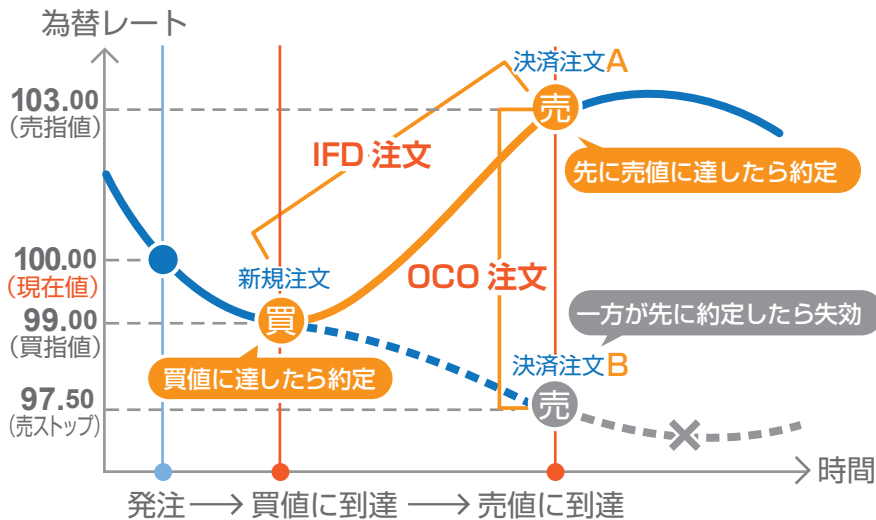 為替レート
決済注文A
103.00
(売指値)
売
IFD 注文
先に売値に達したら約定
100.00
(現在値)
新規注文
OCO 注文
99.00
(買指値)
買
一方が先に約定したら失効
買値に達したら約定
決済注文B
97.50
(売ストップ)
売
時間
発注 → 買値に到達 → 売値に到達